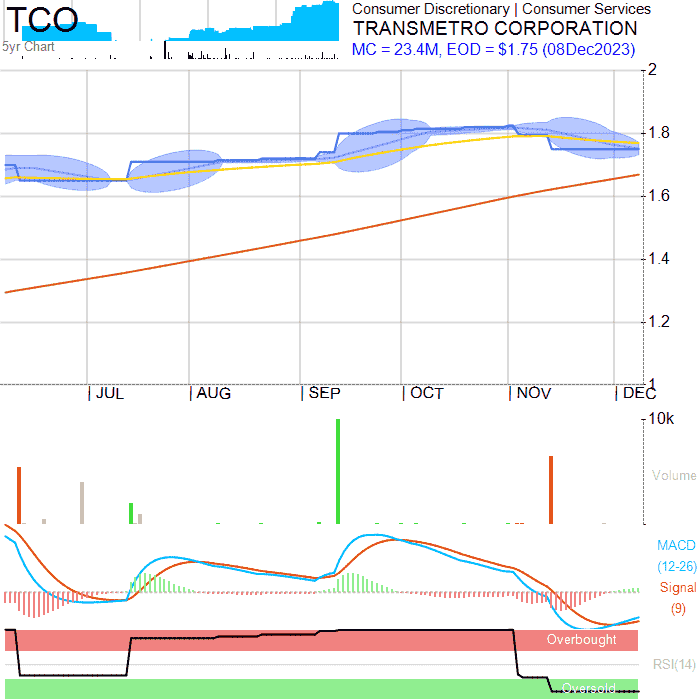 TCO
Consumer Discretionary | Consumer Services
TRANSMETRO CORPORATION
5yr Chart
MC = 23.4M, EOD = $1.75 (08Dec2023)
2
1.8
1.6
1.4
1.2
1
| JUL | AUG | SEP | OCT | NOV | DEC
10k
Volume
MACD
(12-26)
Signal
(9)
Overbought
RSI(14)
Oversold